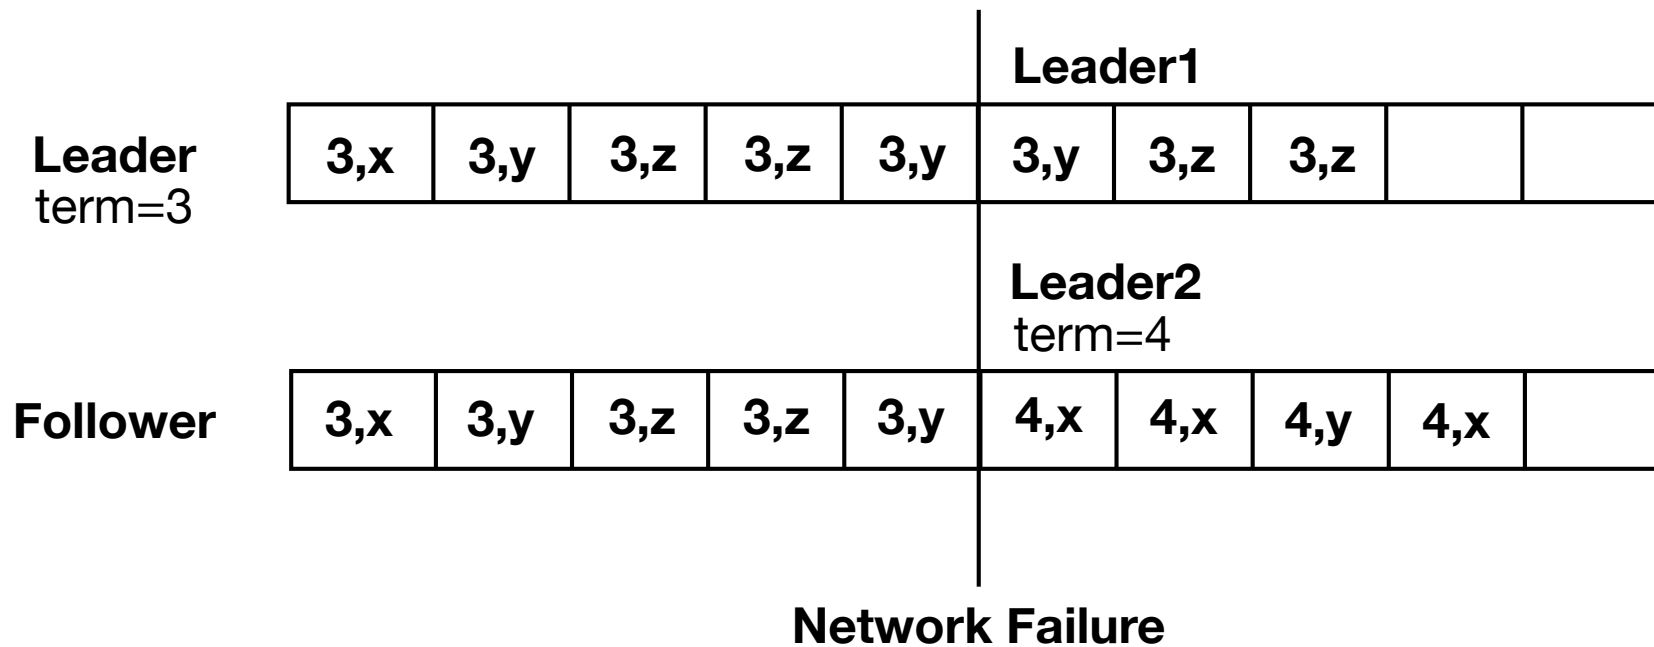 Leader1
Leader
term=3
3,x 3,y 3,z 3,z 3,y 3,y 3,z 3,z
Leader2
term=4
Follower
3,x 3,y 3,z 3,z 3,y 4,x 4,x 4,y 4,x
Network Failure